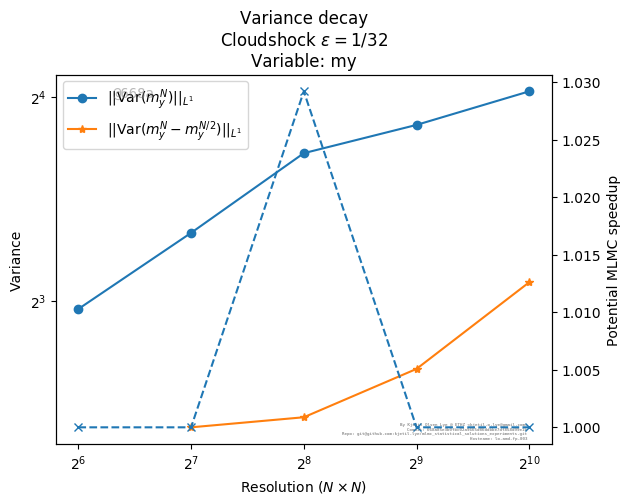 Variance decay
Cloudshock ε = 1/32
Variable: my
||Var(m_y^N)||_{L^1}
||Var(m_y^N − m_y^{N/2})||_{L^1}
2^4
2^3
Variance
1.030
1.025
1.020
1.015
1.010
1.005
1.000
Potential MLMC speedup
2^6 2^7 2^8 2^9 2^10
Resolution (N × N)